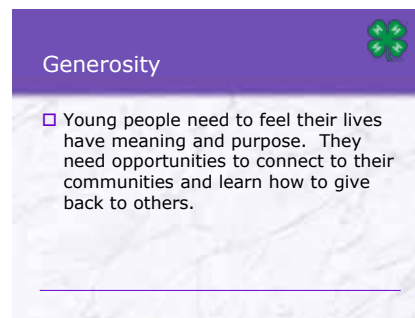 Generosity
Young people need to feel their lives
have meaning and purpose.  They
need opportunities to connect to their
communities and learn how to give
back to others.